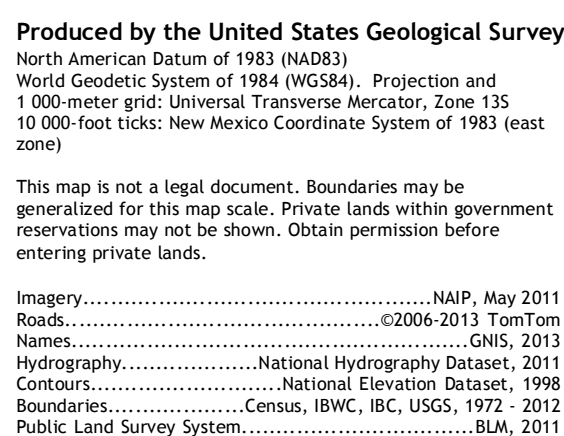 Produced by the United States Geological Survey
North American Datum of 1983 (NAD83)
World Geodetic System of 1984 (WGS84). Projection and
1 000-meter grid: Universal Transverse Mercator, Zone 13S
10 000-foot ticks: New Mexico Coordinate System of 1983 (east
zone)
This map is not a legal document. Boundaries may be
generalized for this map scale. Private lands within government
reservations may not be shown. Obtain permission before
entering private lands.
Imagery..................................................NAIP, May 2011
Roads..............................................©2006-2013 TomTom
Names.........................................................GNIS, 2013
Hydrography....................National Hydrography Dataset, 2011
Contours............................National Elevation Dataset, 1998
Boundaries....................Census, IBWC, IBC, USGS, 1972 - 2012
Public Land Survey System..................................BLM, 2011